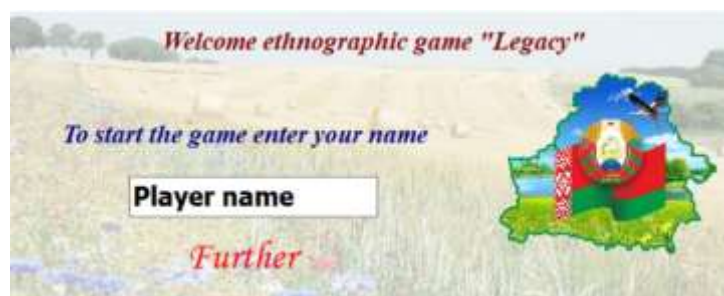 Welcome ethnographic game "Legacy"
To start the game enter your name
Player name
Further